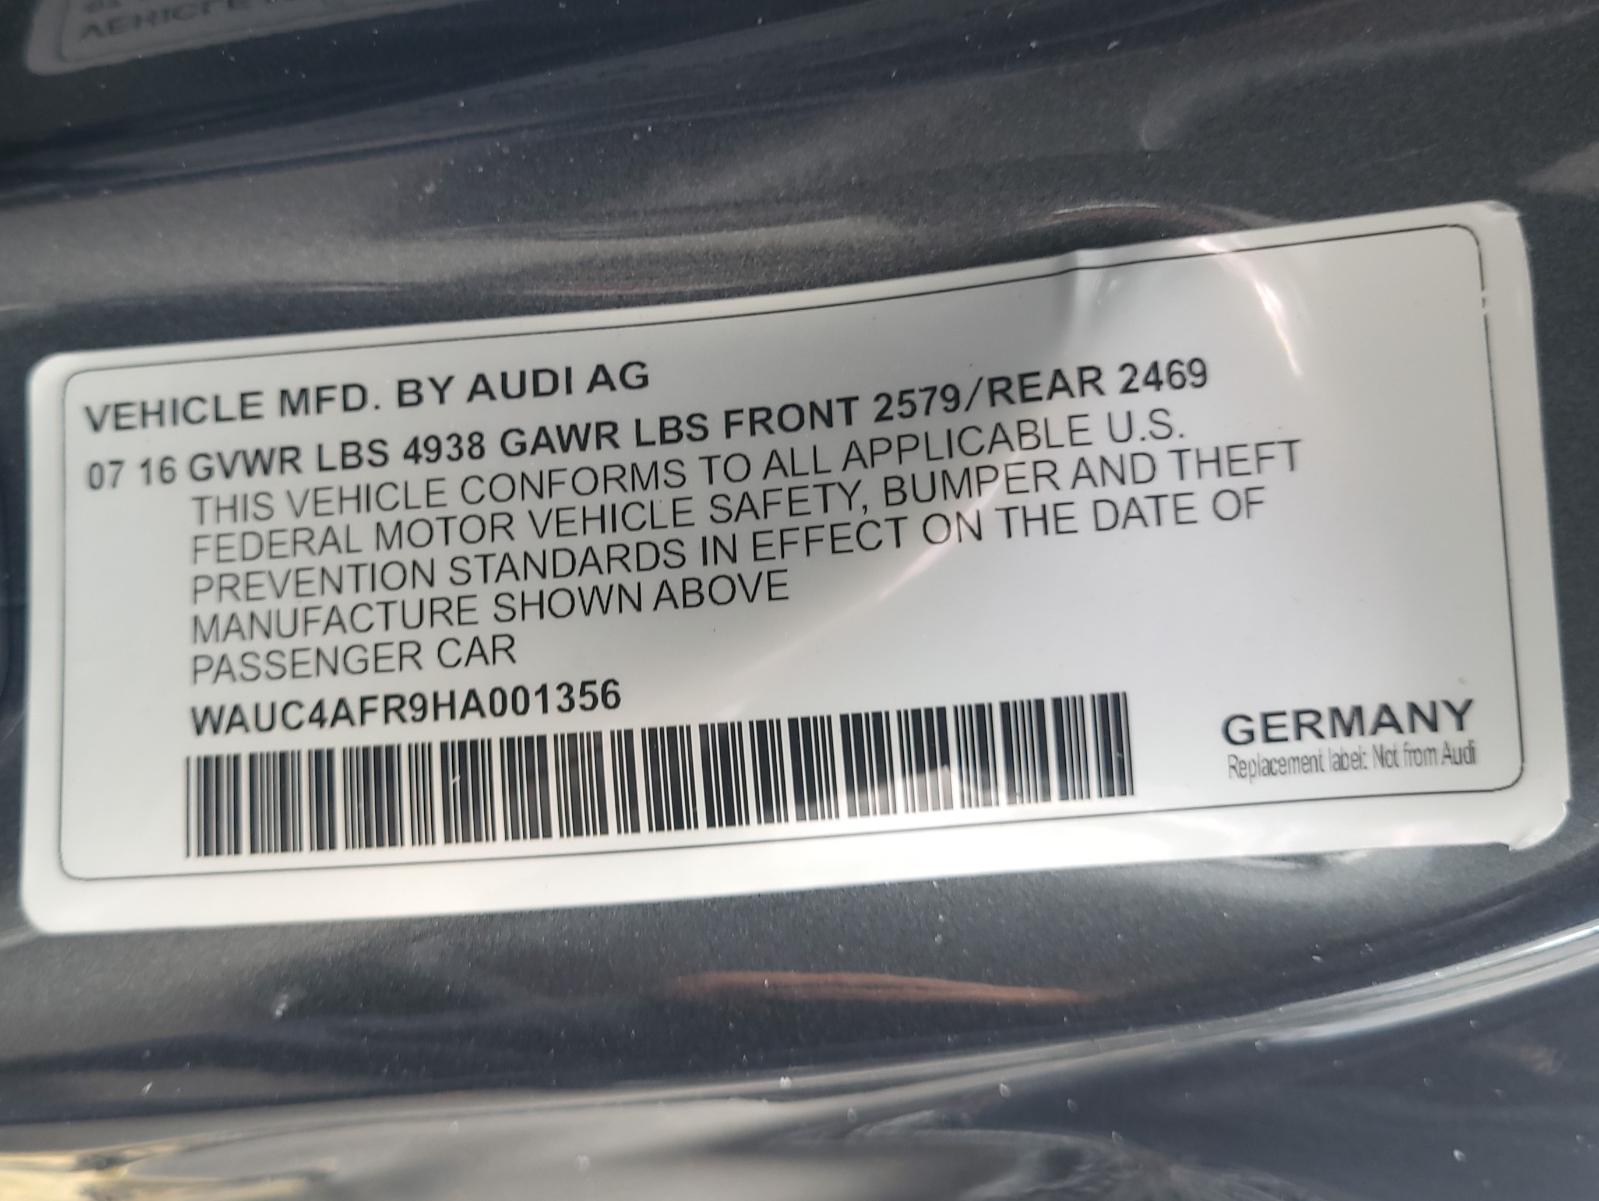 VEHICLE MFD. BY AUDI AG
07 16 GVWR LBS 4938 GAWR LBS FRONT 2579/REAR 2469
THIS VEHICLE CONFORMS TO ALL APPLICABLE U.S.
FEDERAL MOTOR VEHICLE SAFETY, BUMPER AND THEFT
PREVENTION STANDARDS IN EFFECT ON THE DATE OF
MANUFACTURE SHOWN ABOVE
PASSENGER CAR
WAUC4AFR9HA001356
GERMANY
Replacement label: Not from Audi